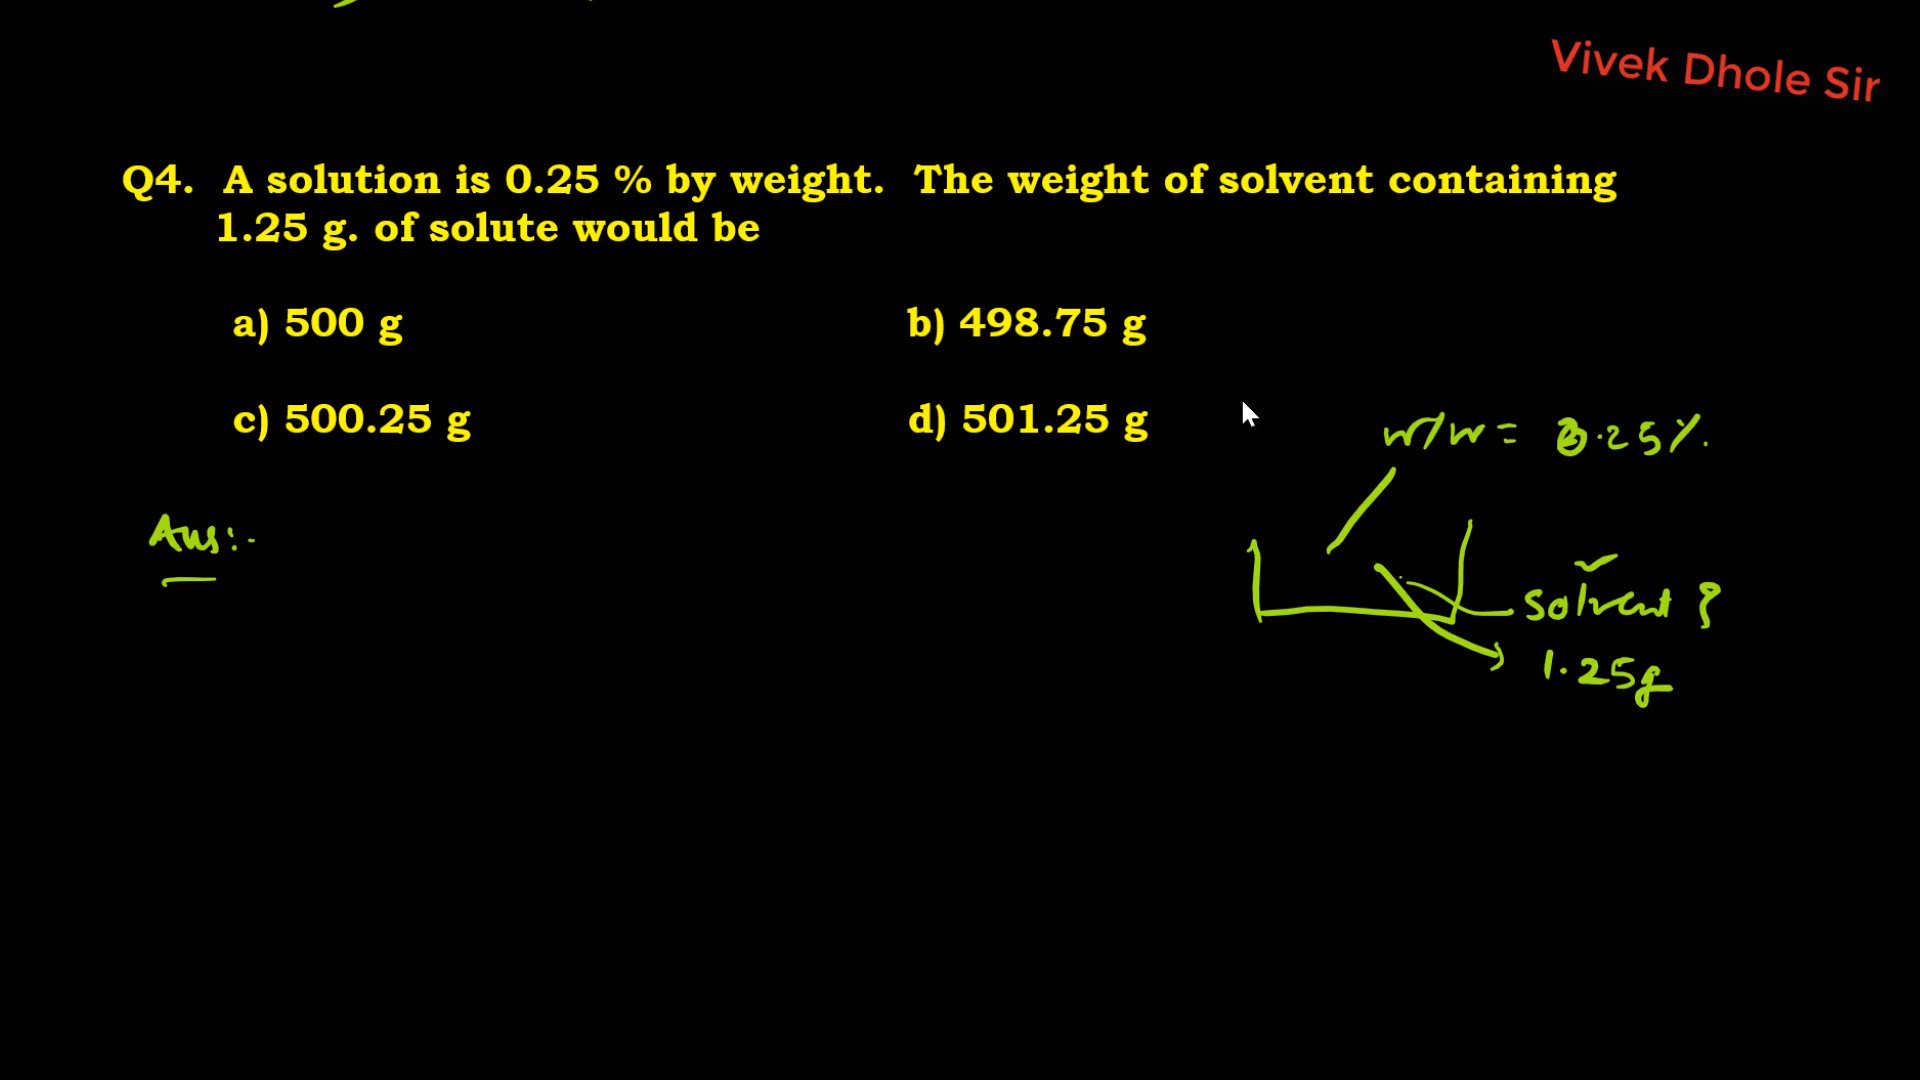 Vivek Dhole Sir
Q4. A solution is 0.25 % by weight. The weight of solvent containing
1.25 g. of solute would be
a) 500 g b) 498.75 g
c) 500.25 g d) 501.25 g
w/w = 0.25%.
Ans:-
solvent ?
1.25g